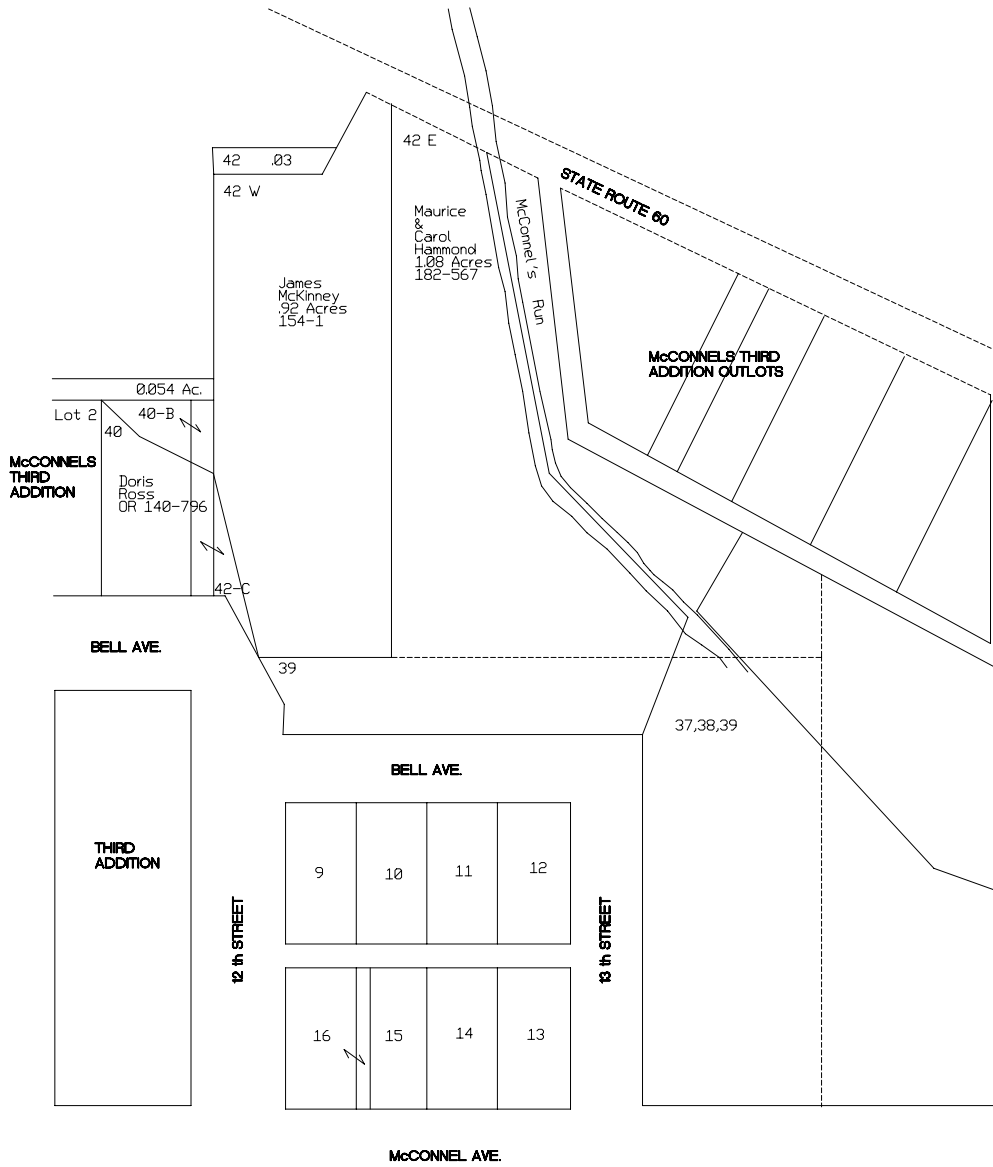 42 E
42 .03
42 W
STATE ROUTE 60
Maurice
&
Carol
Hammond
1.08 Acres
182-567
McConnel's Run
James
McKinney
.92 Acres
154-1
McCONNELS THIRD
ADDITION OUTLOTS
0.054 Ac.
Lot 2
40-B
40
McCONNELS
THIRD
ADDITION
Doris
Ross
OR 140-796
42-C
BELL AVE.
39
37,38,39
BELL AVE.
THIRD
ADDITION
9
10
11
12
12 th STREET
13 th STREET
16
15
14
13
McCONNEL AVE.